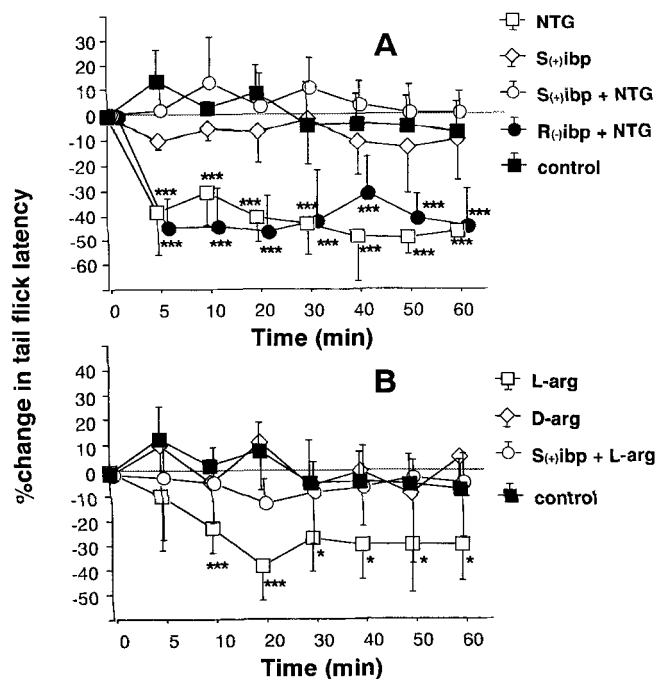 A
30
20
10
0
-10
-20
-30
-40
-50
-60
*** *** *** *** *** *** ***
*** *** *** *** ***
*** ***
0 5 10 20 30 40 50 60
Time (min)
NTG
S(+)ibp
S(+)ibp + NTG
R(-)ibp + NTG
control
%change in tail flick latency
B
40
30
20
10
0
-10
-20
-30
-40
-50
*** *** * * * *
0 5 10 20 30 40 50 60
Time (min)
L-arg
D-arg
S(+)ibp + L-arg
control